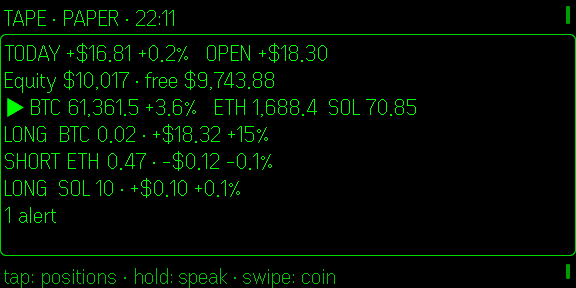 TAPE · PAPER · 22:11
TODAY +$16.81 +0.2% OPEN +$18.30
Equity $10,017 · free $9,743.88
▶ BTC 61,361.5 +3.6% ETH 1,688.4 SOL 70.85
LONG BTC 0.02 · +$18.32 +15%
SHORT ETH 0.47 · -$0.12 -0.1%
LONG SOL 10 · +$0.10 +0.1%
1 alert
tap: positions · hold: speak · swipe: coin